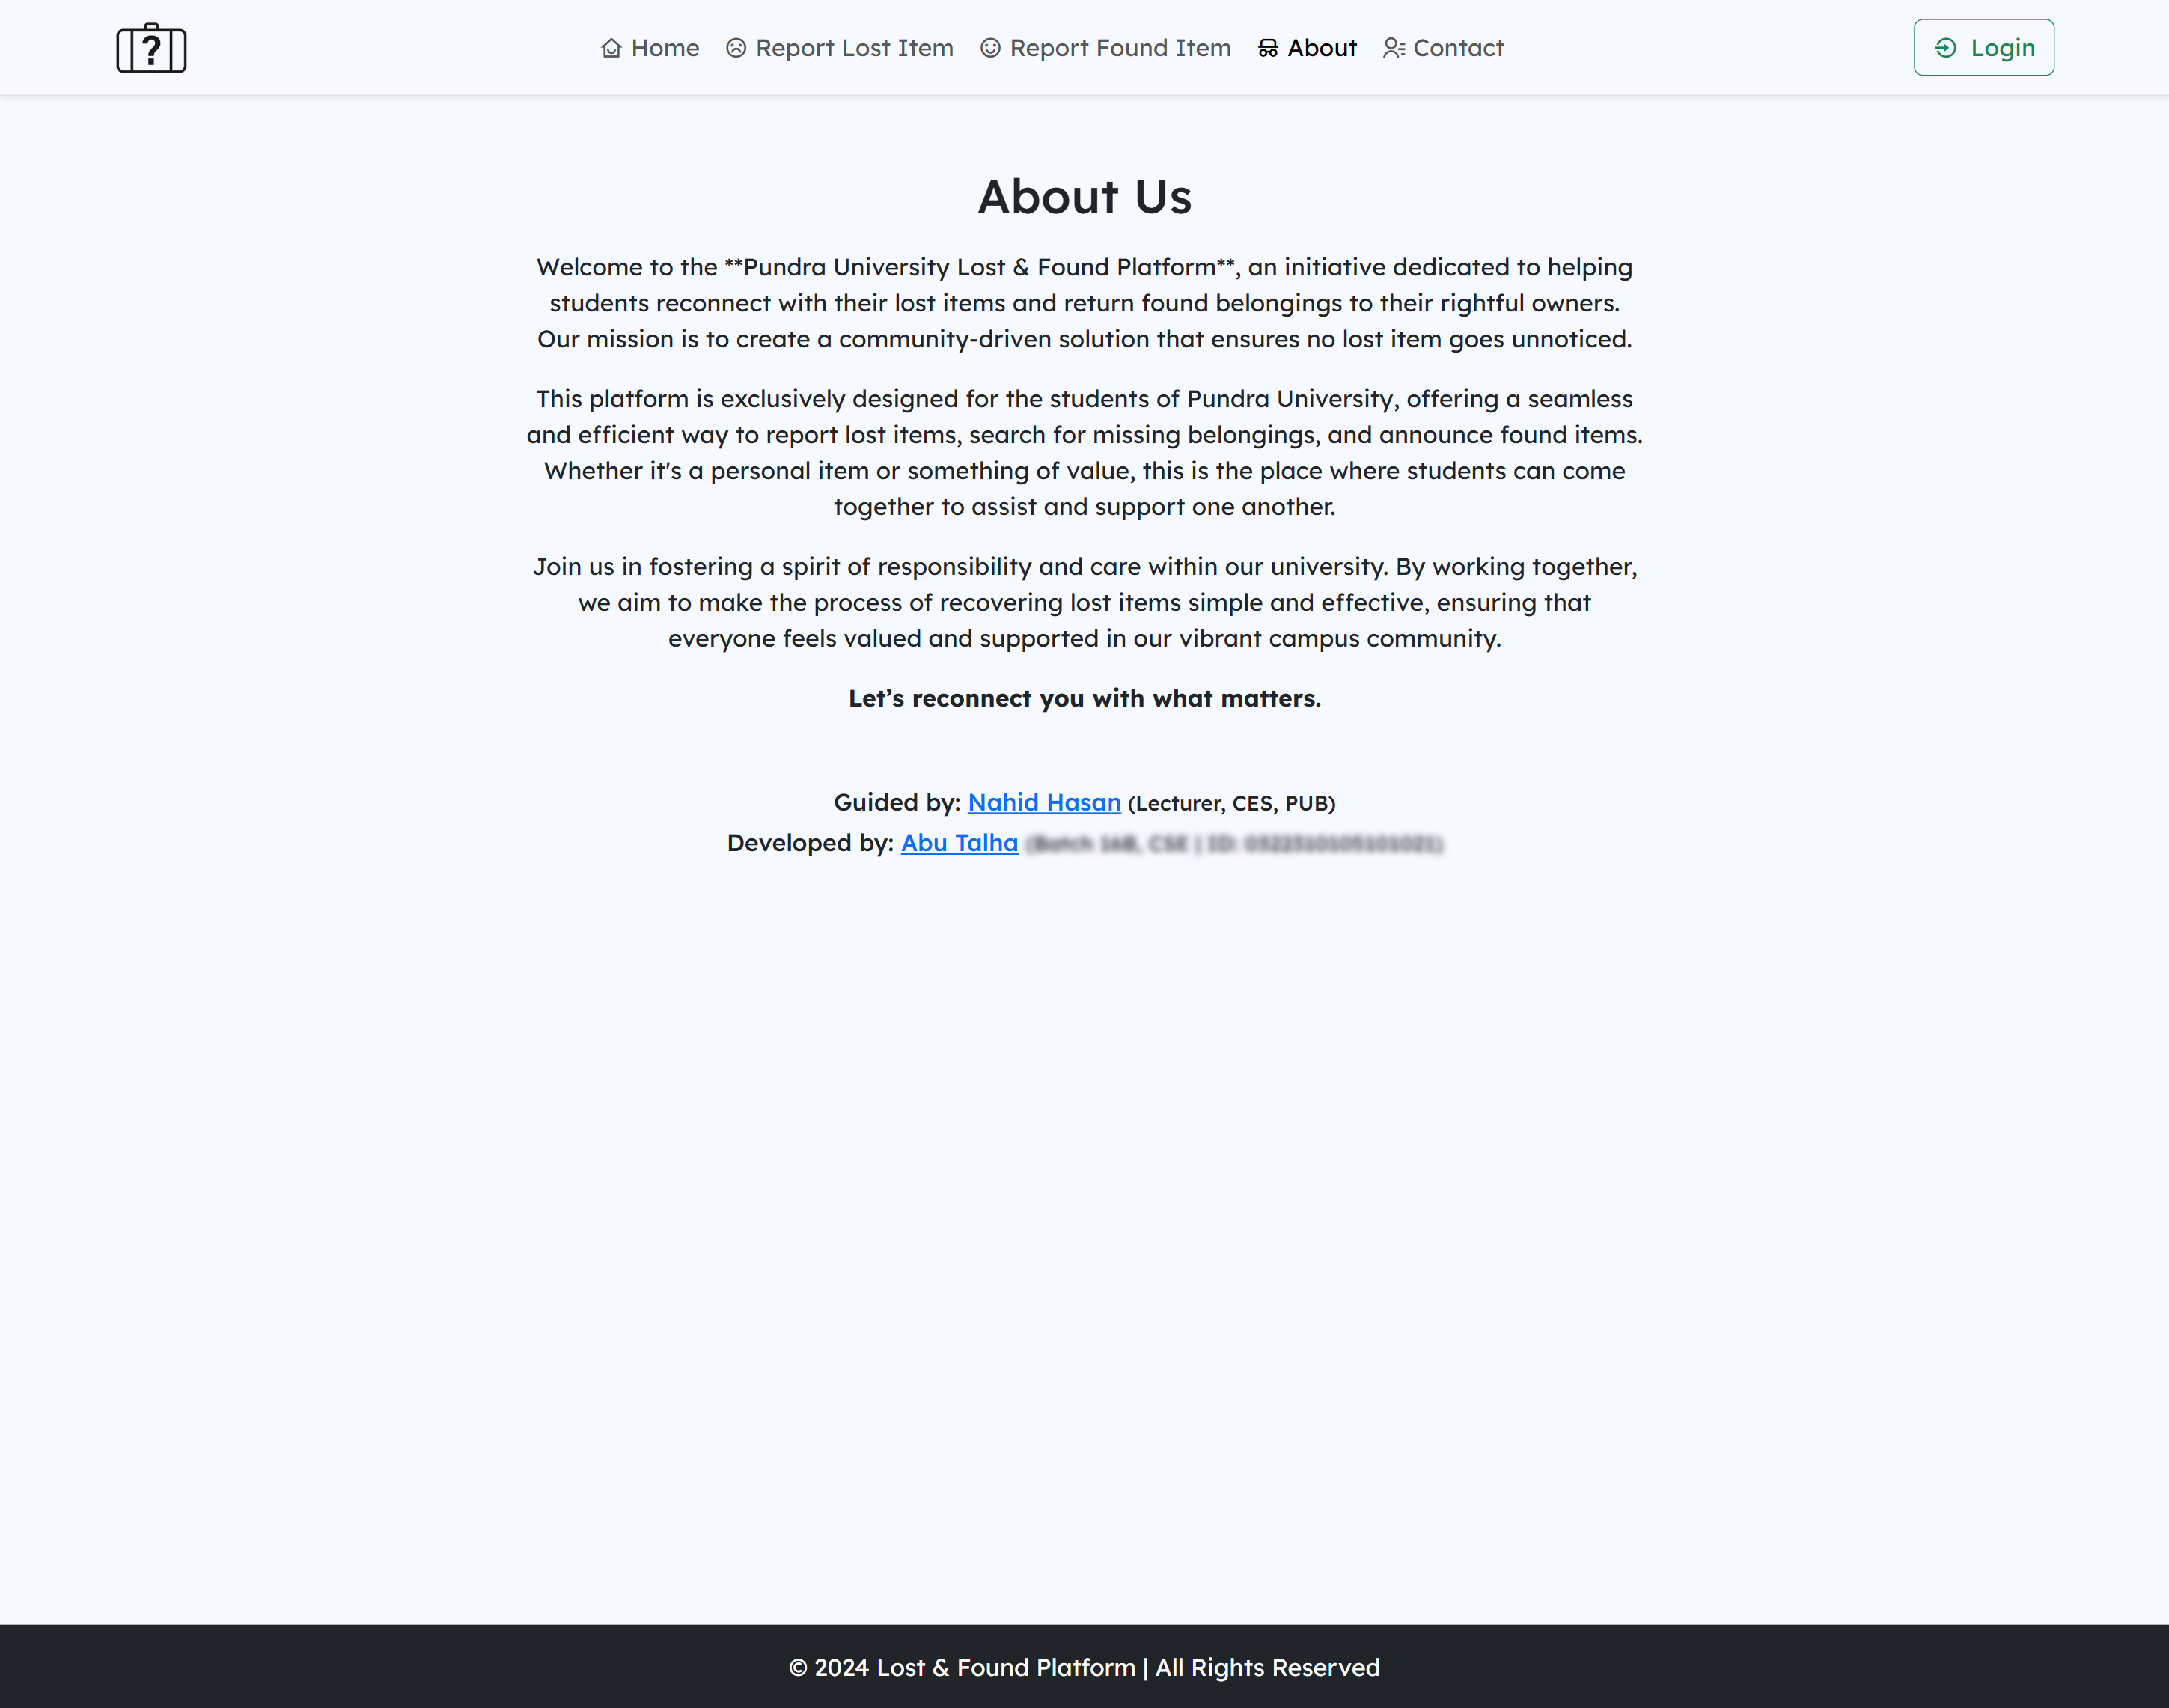 ?
Home
Report Lost Item
Report Found Item
About
Contact
Login
About Us
Welcome to the **Pundra University Lost & Found Platform**, an initiative dedicated to helping
students reconnect with their lost items and return found belongings to their rightful owners.
Our mission is to create a community-driven solution that ensures no lost item goes unnoticed.
This platform is exclusively designed for the students of Pundra University, offering a seamless
and efficient way to report lost items, search for missing belongings, and announce found items.
Whether it's a personal item or something of value, this is the place where students can come
together to assist and support one another.
Join us in fostering a spirit of responsibility and care within our university. By working together,
we aim to make the process of recovering lost items simple and effective, ensuring that
everyone feels valued and supported in our vibrant campus community.
Let’s reconnect you with what matters.
Guided by: Nahid Hasan (Lecturer, CES, PUB)
Developed by: Abu Talha
© 2024 Lost & Found Platform | All Rights Reserved